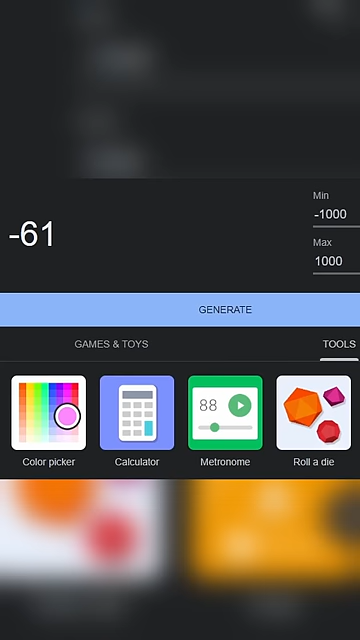 Min
-1000
-61
Max
1000
GENERATE
GAMES & TOYS
TOOLS
88
Color picker
Calculator
Metronome
Roll a die